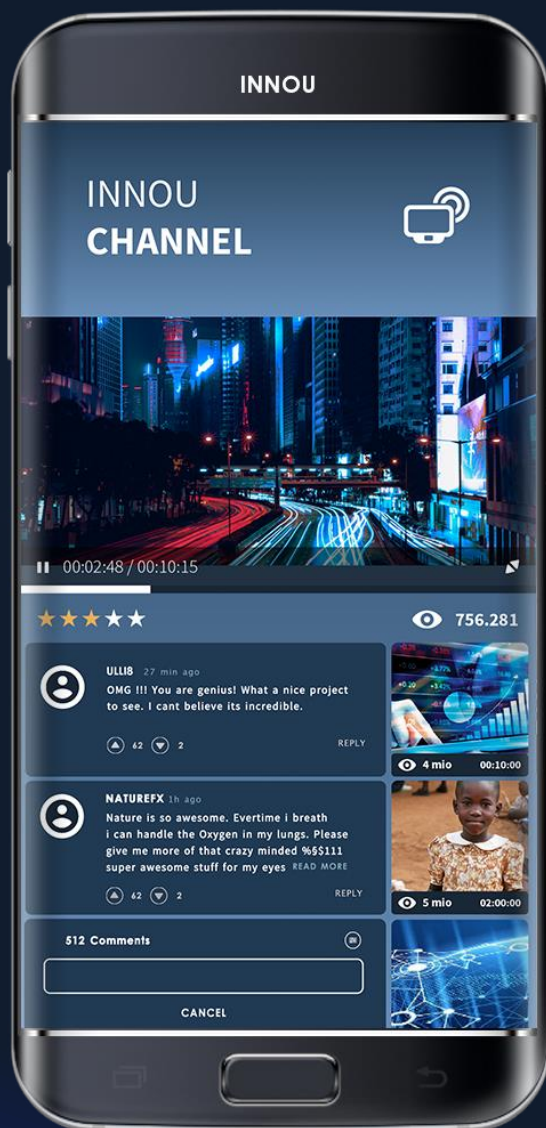 INNOU
INNOU
CHANNEL
00:02:48 / 00:10:15
756.281
ULLI8 27 min ago
OMG !!! You are genius! What a nice project
to see. I cant believe its incredible.
62 2
REPLY
4 mio 00:10:00
NATUREFX 1h ago
Nature is so awesome. Evertime i breath
i can handle the Oxygen in my lungs. Please
give me more of that crazy minded %§$111
super awesome stuff for my eyes READ MORE
62 2
REPLY
5 mio 02:00:00
512 Comments
CANCEL